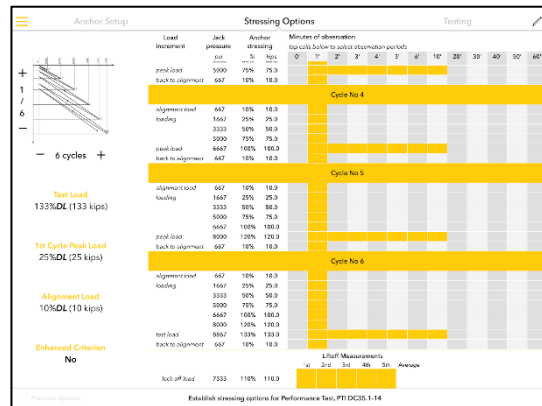 Anchor Setup
Stressing Options
Testing
Load increment
Jack pressure
psi
Anchor stressing
% kips
Minutes of observation
tap cells below to select observation periods
0' 1' 2' 3' 4' 5' 6' 10' 20' 30' 40' 50' 60'
peak load 5000 75% 75.0
back to alignment 667 10% 10.0
Cycle No 4
alignment load 667 10% 10.0
loading 1667 25% 25.0
3333 50% 50.0
5000 75% 75.0
peak load 6667 100% 100.0
back to alignment 667 10% 10.0
Cycle No 5
alignment load 667 10% 10.0
loading 1667 25% 25.0
3333 50% 50.0
5000 75% 75.0
6667 100% 100.0
peak load 8000 120% 120.0
back to alignment 667 10% 10.0
Cycle No 6
alignment load 667 10% 10.0
loading 1667 25% 25.0
3333 50% 50.0
5000 75% 75.0
6667 100% 100.0
8000 120% 120.0
test load 8867 133% 133.0
back to alignment 667 10% 10.0
Liftoff Measurements
1st 2nd 3rd 4th 5th Average
lock-off load 7333 110% 110.0
+
1
/
6
−
− 6 cycles +
Test Load
133%DL (133 kips)
1st Cycle Peak Load
25%DL (25 kips)
Alignment Load
10%DL (10 kips)
Enhanced Criterion
No
Previous Options
Establish stressing options for Performance Test, PTI DC35.1-14